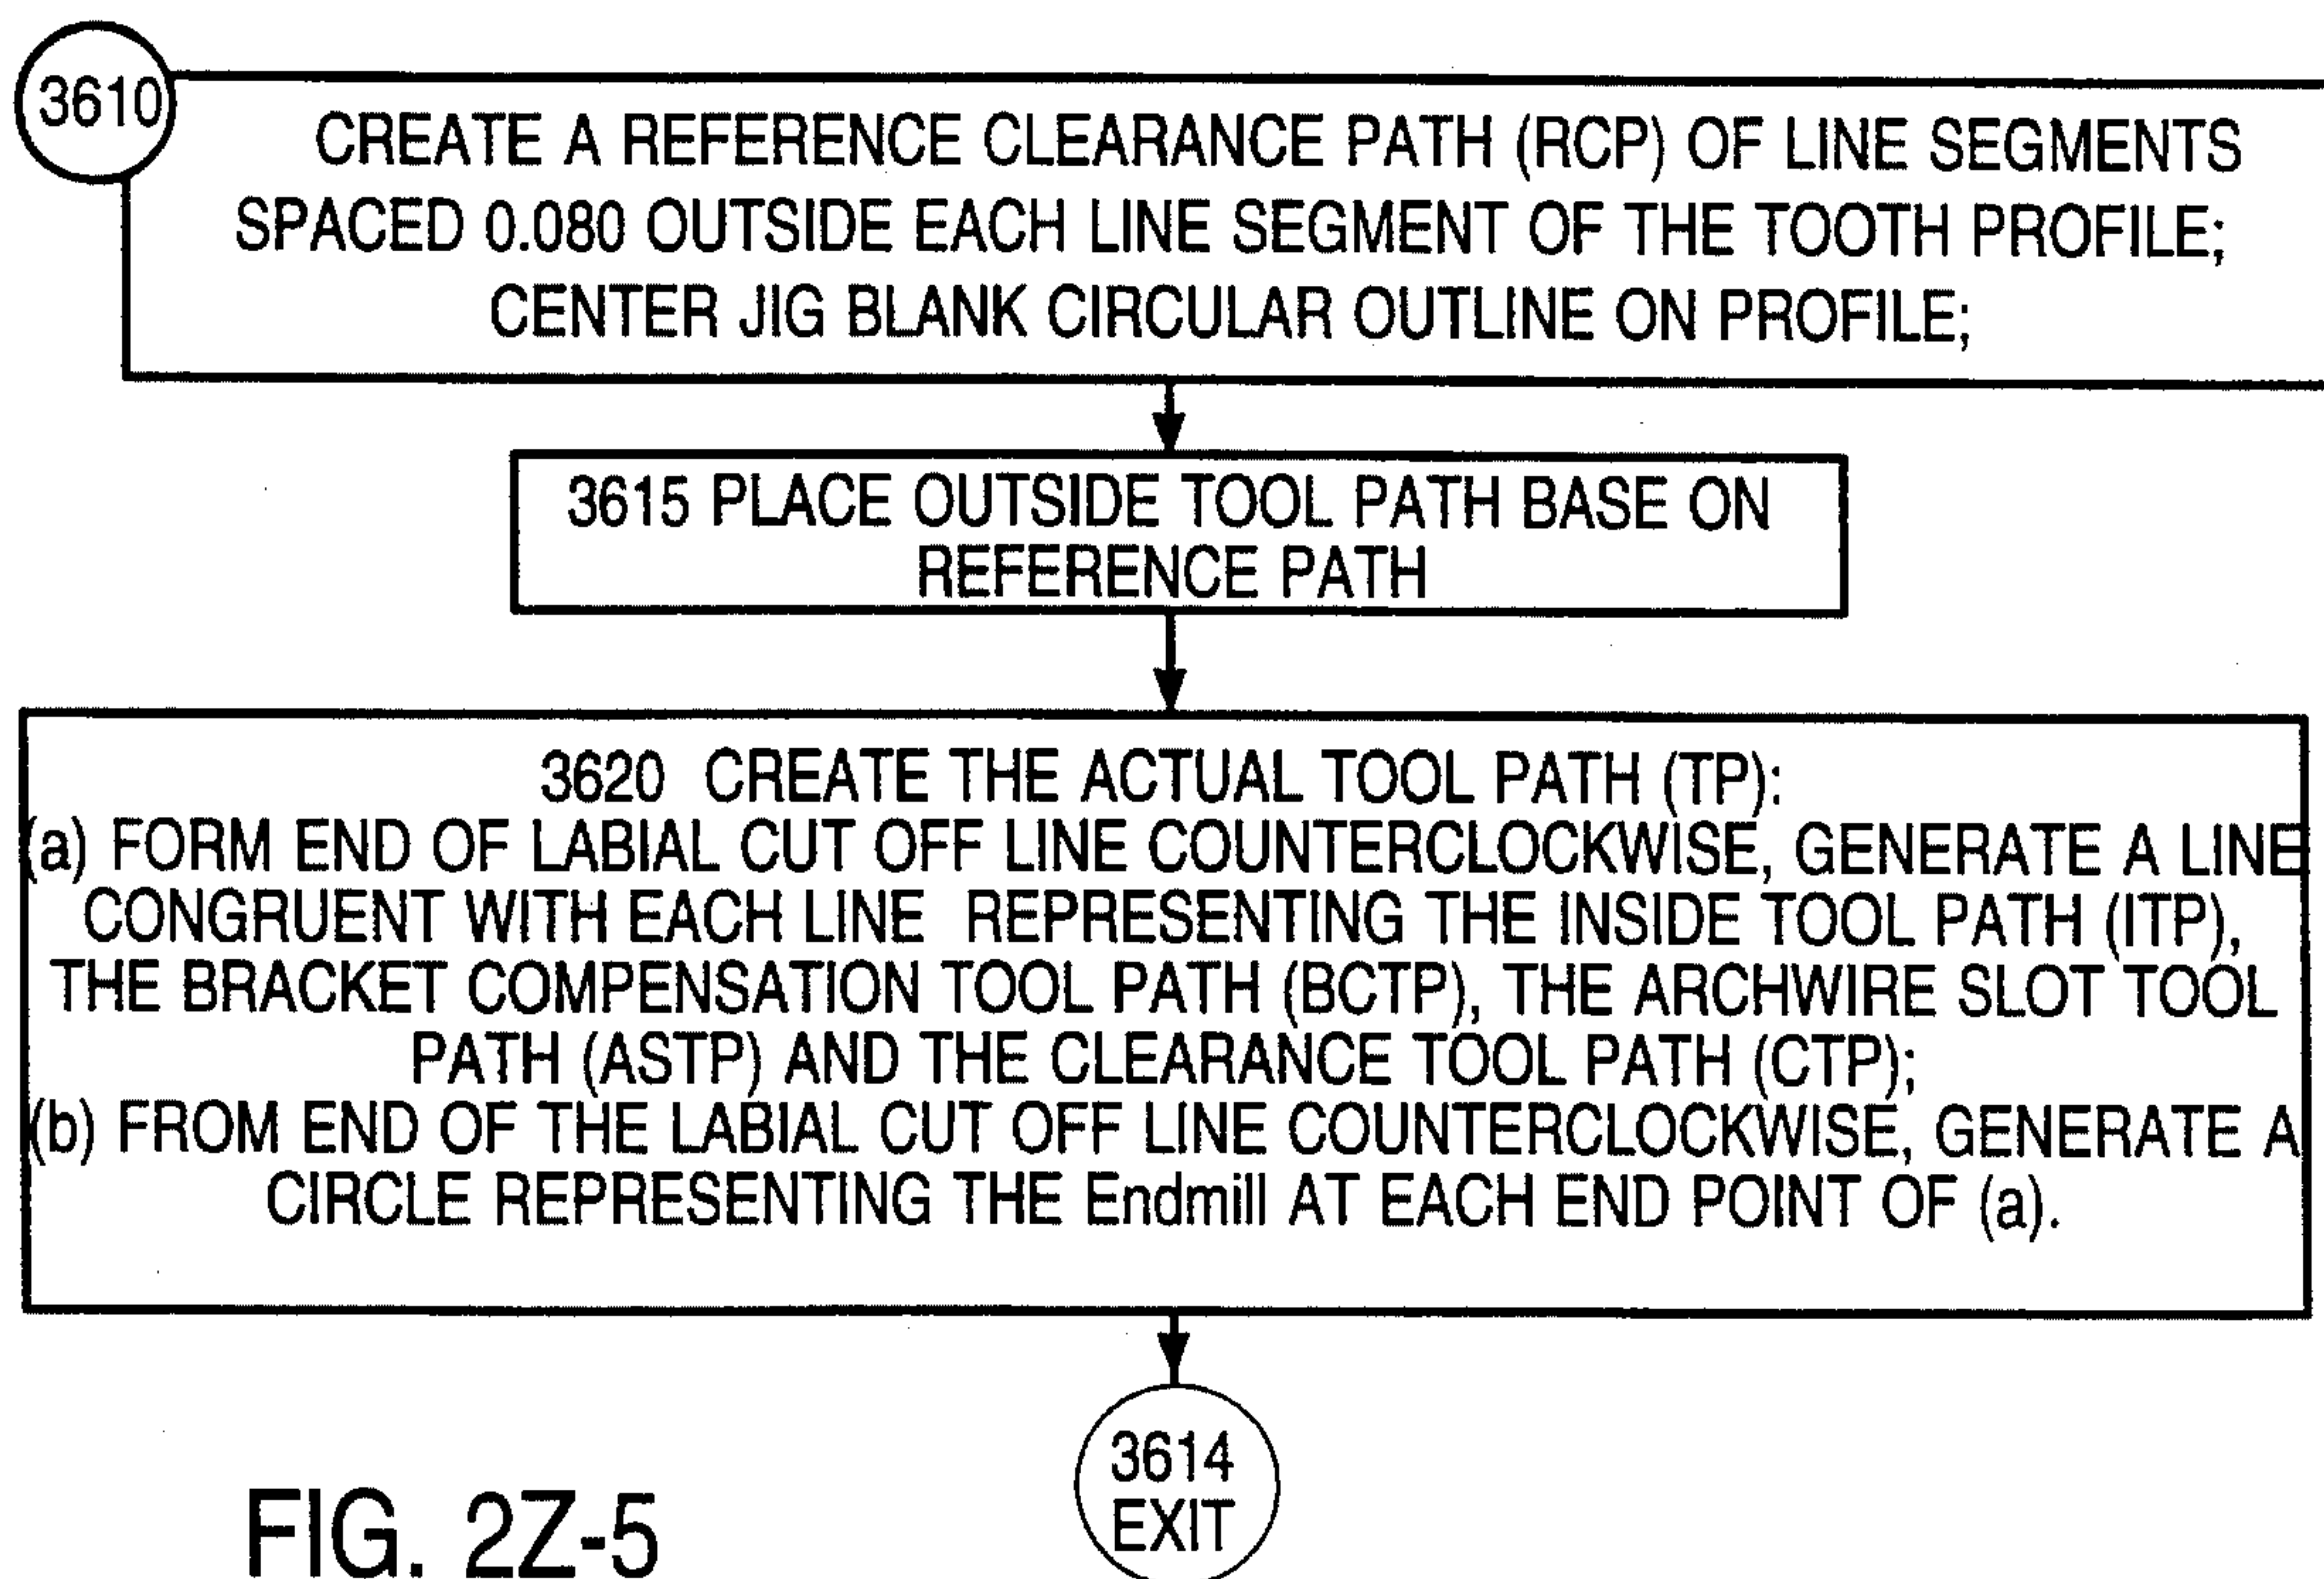 3610
CREATE A REFERENCE CLEARANCE PATH (RCP) OF LINE SEGMENTS
SPACED 0.080 OUTSIDE EACH LINE SEGMENT OF THE TOOTH PROFILE;
CENTER JIG BLANK CIRCULAR OUTLINE ON PROFILE;
3615 PLACE OUTSIDE TOOL PATH BASE ON
REFERENCE PATH
3620 CREATE THE ACTUAL TOOL PATH (TP):
(a) FORM END OF LABIAL CUT OFF LINE COUNTERCLOCKWISE, GENERATE A LINE
CONGRUENT WITH EACH LINE REPRESENTING THE INSIDE TOOL PATH (ITP),
THE BRACKET COMPENSATION TOOL PATH (BCTP), THE ARCHWIRE SLOT TOOL
PATH (ASTP) AND THE CLEARANCE TOOL PATH (CTP);
(b) FROM END OF THE LABIAL CUT OFF LINE COUNTERCLOCKWISE, GENERATE A
CIRCLE REPRESENTING THE Endmill AT EACH END POINT OF (a).
3614
EXIT
FIG. 2Z-5